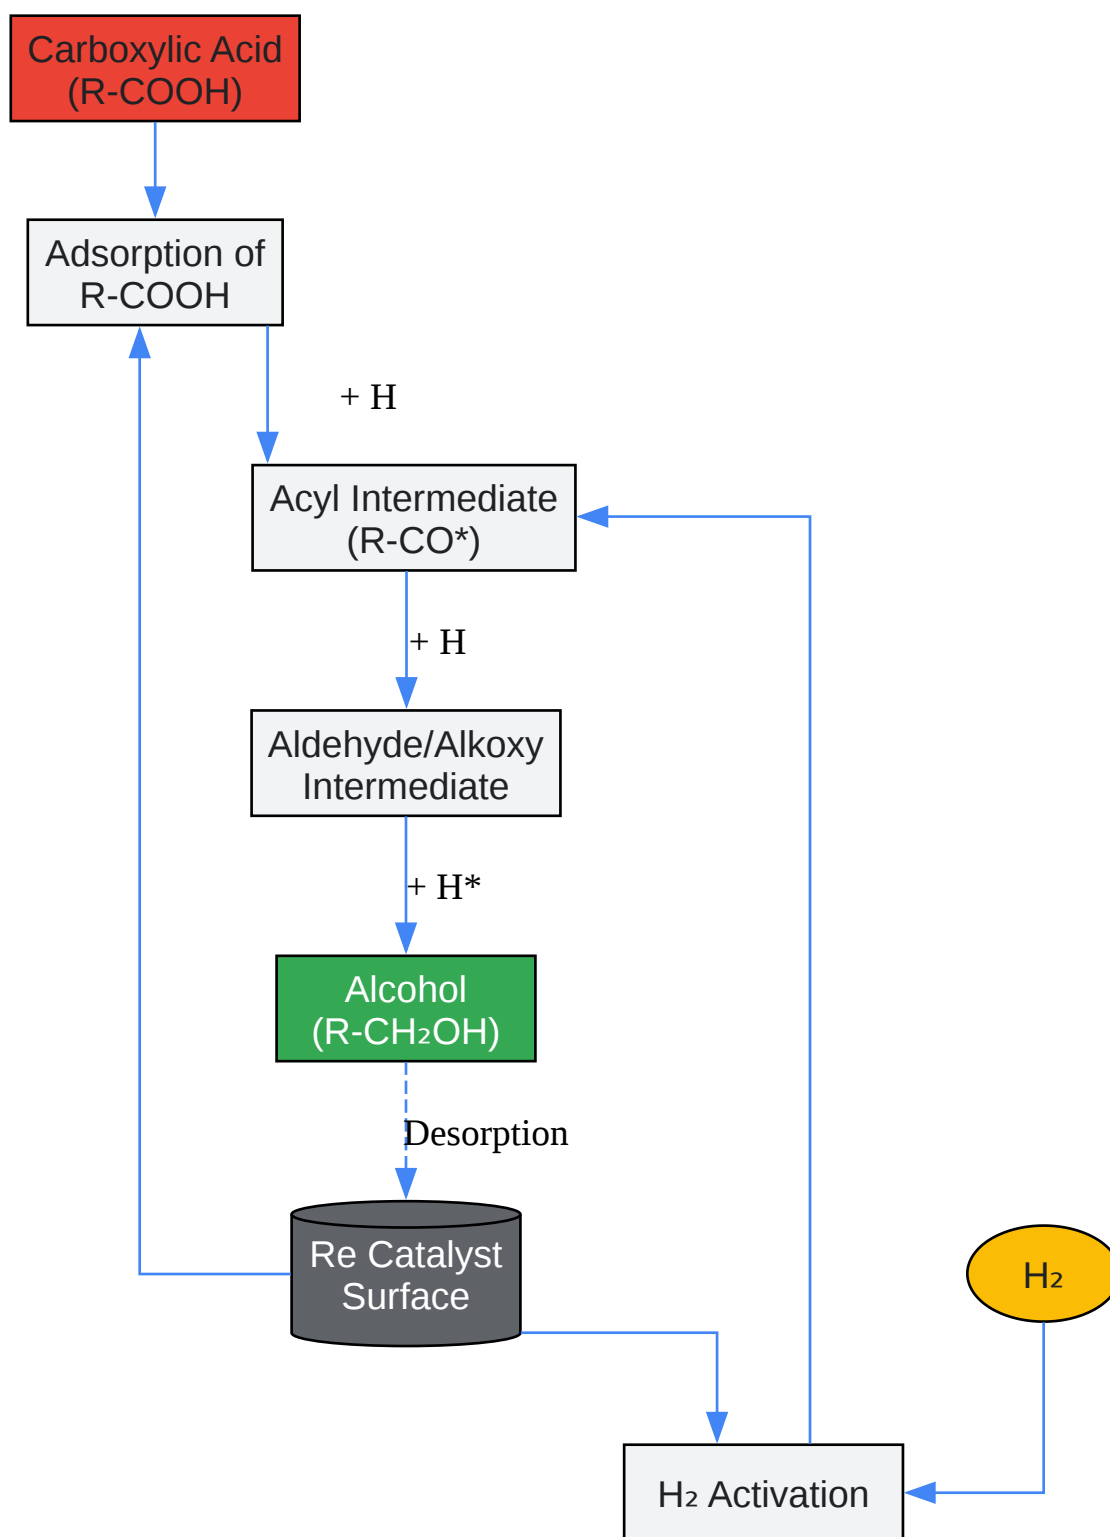 Carboxylic Acid
(R-COOH)
Adsorption of
R-COOH
+ H
Acyl Intermediate
(R-CO*)
+ H
Aldehyde/Alkoxy
Intermediate
+ H*
Alcohol
(R-CH₂OH)
Desorption
Re Catalyst
Surface
H₂
H₂ Activation